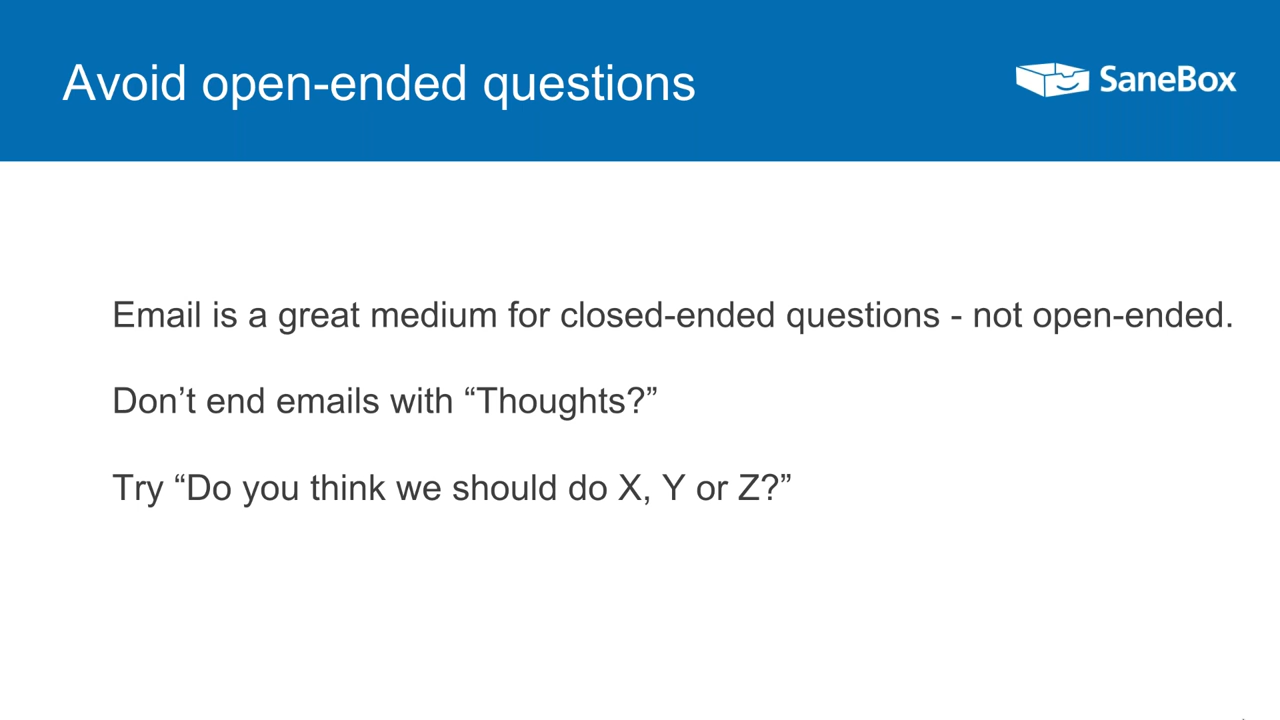 Avoid open-ended questions
SaneBox
Email is a great medium for closed-ended questions - not open-ended.
Don’t end emails with “Thoughts?”
Try “Do you think we should do X, Y or Z?”